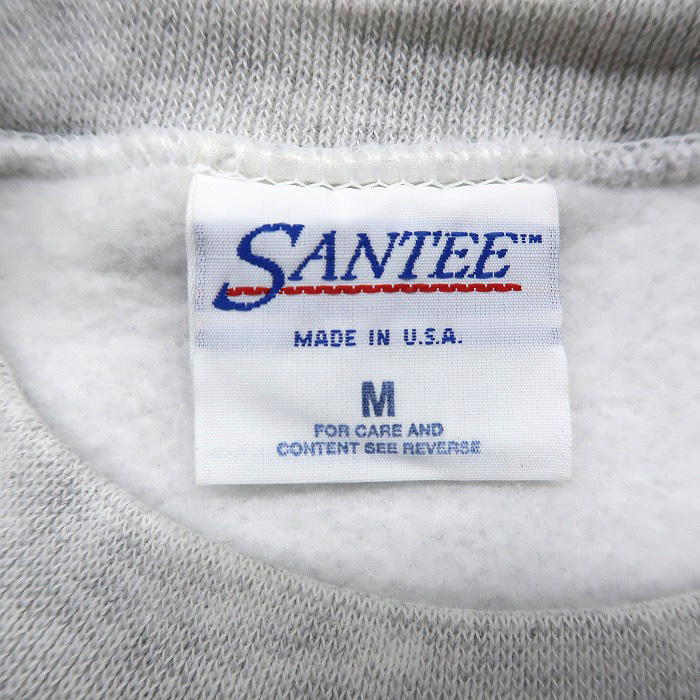 SANTEE™
MADE IN U.S.A.
M
FOR CARE AND
CONTENT SEE REVERSE